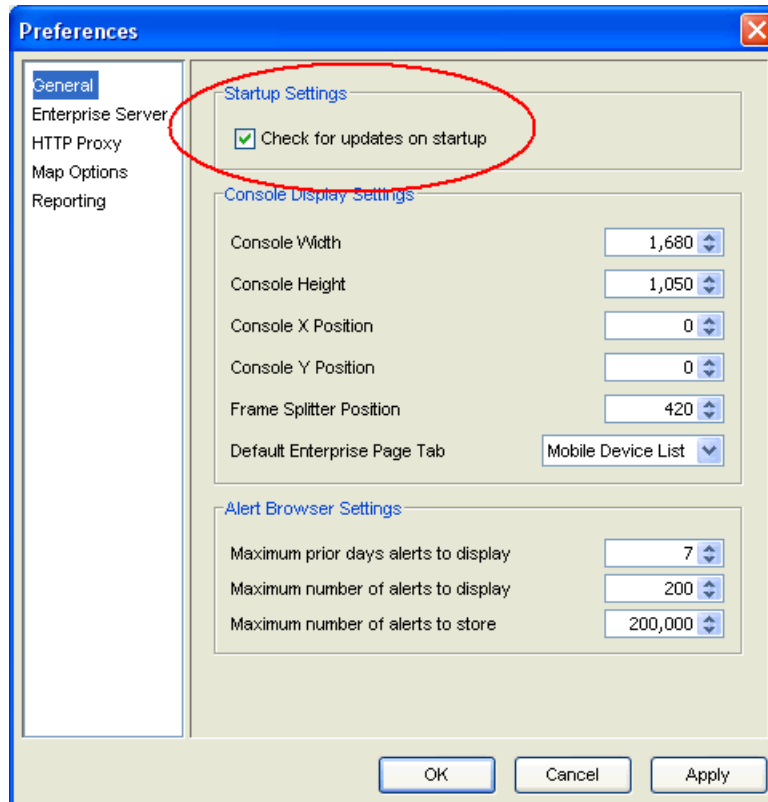 Preferences
General
Enterprise Server
HTTP Proxy
Map Options
Reporting
Startup Settings
Check for updates on startup
Console Display Settings
Console Width 1,680
Console Height 1,050
Console X Position 0
Console Y Position 0
Frame Splitter Position 420
Default Enterprise Page Tab Mobile Device List
Alert Browser Settings
Maximum prior days alerts to display 7
Maximum number of alerts to display 200
Maximum number of alerts to store 200,000
OK Cancel Apply